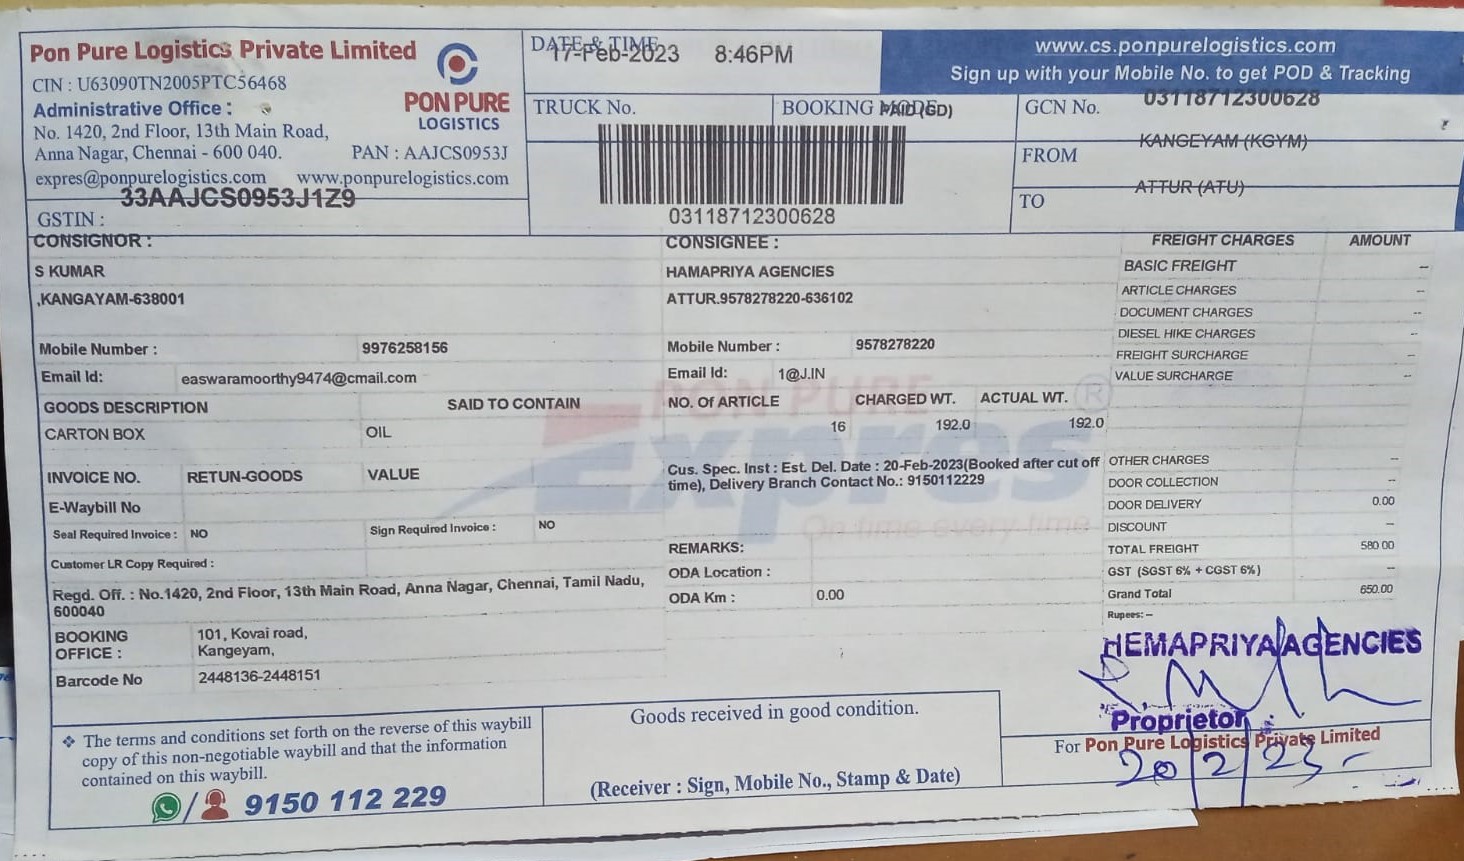 Pon Pure Logistics Private Limited
CIN : U63090TN2005PTC56468
Administrative Office :
No. 1420, 2nd Floor, 13th Main Road,
Anna Nagar, Chennai - 600 040. PAN : AAJCS0953J
expres@ponpurelogistics.com www.ponpurelogistics.com
PON PURE
LOGISTICS
33AAJCS0953J1Z9
GSTIN :
DATE & TIME
17-Feb-2023 8:46PM
www.cs.ponpurelogistics.com
Sign up with your Mobile No. to get POD & Tracking
TRUCK No.
BOOKING MODE
PAID (GD)
GCN No. 03118712300628
FROM KANGEYAM (KGYM)
TO ATTUR (ATU)
03118712300628
CONSIGNOR :
S KUMAR
,KANGAYAM-638001
Mobile Number : 9976258156
Email Id: easwaramoorthy9474@cmail.com
CONSIGNEE :
HAMAPRIYA AGENCIES
ATTUR.9578278220-636102
Mobile Number : 9578278220
Email Id: 1@J.IN
FREIGHT CHARGES AMOUNT
BASIC FREIGHT --
ARTICLE CHARGES --
DOCUMENT CHARGES --
DIESEL HIKE CHARGES --
FREIGHT SURCHARGE --
VALUE SURCHARGE --
GOODS DESCRIPTION SAID TO CONTAIN
CARTON BOX OIL
NO. OF ARTICLE CHARGED WT. ACTUAL WT.
16 192.0 192.0
PON PURE
Expres ®
On time every time
INVOICE NO. RETUN-GOODS VALUE
E-Waybill No
Seal Required Invoice : NO Sign Required Invoice : NO
Customer LR Copy Required :
Regd. Off. : No.1420, 2nd Floor, 13th Main Road, Anna Nagar, Chennai, Tamil Nadu,
600040
BOOKING 101, Kovai road,
OFFICE : Kangeyam,
Barcode No 2448136-2448151
Cus. Spec. Inst : Est. Del. Date : 20-Feb-2023(Booked after cut off
time), Delivery Branch Contact No.: 9150112229
REMARKS:
ODA Location :
ODA Km : 0.00
OTHER CHARGES --
DOOR COLLECTION --
DOOR DELIVERY 0.00
DISCOUNT --
TOTAL FREIGHT 580.00
GST (SGST 6% + CGST 6%) --
Grand Total 650.00
Rupees: --
HEMAPRIYA AGENCIES
Proprietor
For Pon Pure Logistics Private Limited
20/2/23
❖ The terms and conditions set forth on the reverse of this waybill
copy of this non-negotiable waybill and that the information
contained on this waybill.
/ 9150 112 229
Goods received in good condition.
(Receiver : Sign, Mobile No., Stamp & Date)